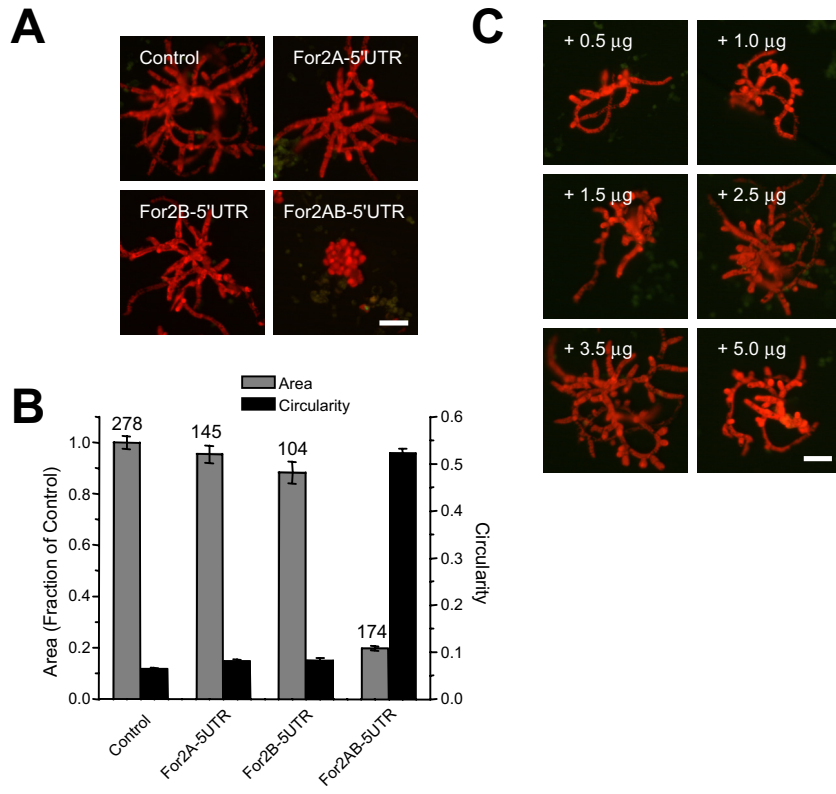 A
Control
For2A-5'UTR
For2B-5'UTR
For2AB-5'UTR
B
Area
Circularity
278
145
104
174
1.0
0.8
0.6
0.4
0.2
0.0
Area (Fraction of Control)
0.6
0.5
0.4
0.3
0.2
0.1
0.0
Circularity
Control
For2A-5UTR
For2B-5UTR
For2AB-5UTR
C
+ 0.5 μg
+ 1.0 μg
+ 1.5 μg
+ 2.5 μg
+ 3.5 μg
+ 5.0 μg